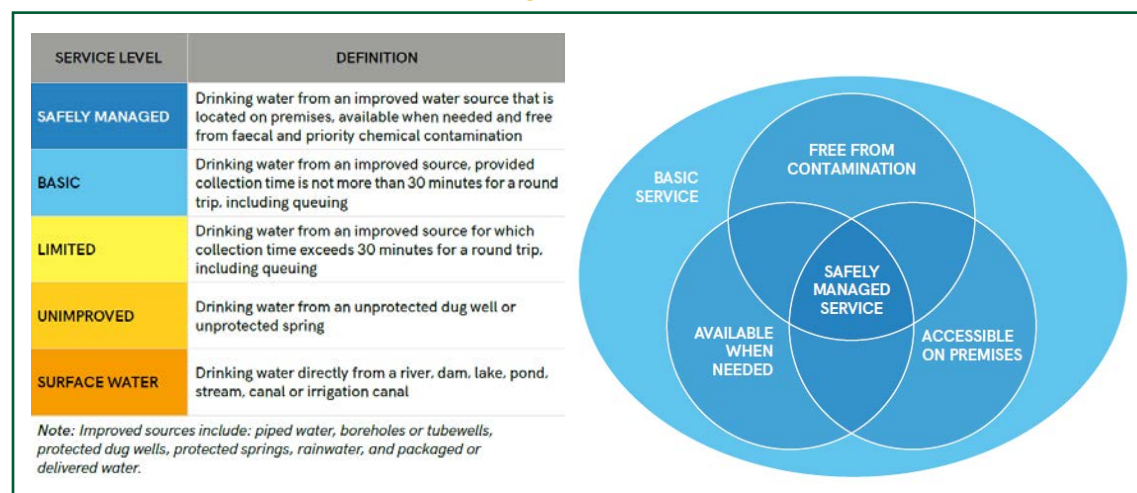 SERVICE LEVEL
DEFINITION
SAFELY MANAGED
Drinking water from an improved water source that is
located on premises, available when needed and free
from faecal and priority chemical contamination
BASIC
Drinking water from an improved source, provided
collection time is not more than 30 minutes for a round
trip, including queuing
LIMITED
Drinking water from an improved source for which
collection time exceeds 30 minutes for a round trip,
including queuing
UNIMPROVED
Drinking water from an unprotected dug well or
unprotected spring
SURFACE WATER
Drinking water directly from a river, dam, lake, pond,
stream, canal or irrigation canal
Note: Improved sources include: piped water, boreholes or tubewells,
protected dug wells, protected springs, rainwater, and packaged or
delivered water.
BASIC
SERVICE
FREE FROM
CONTAMINATION
SAFELY
MANAGED
SERVICE
AVAILABLE
WHEN
NEEDED
ACCESSIBLE
ON PREMISES